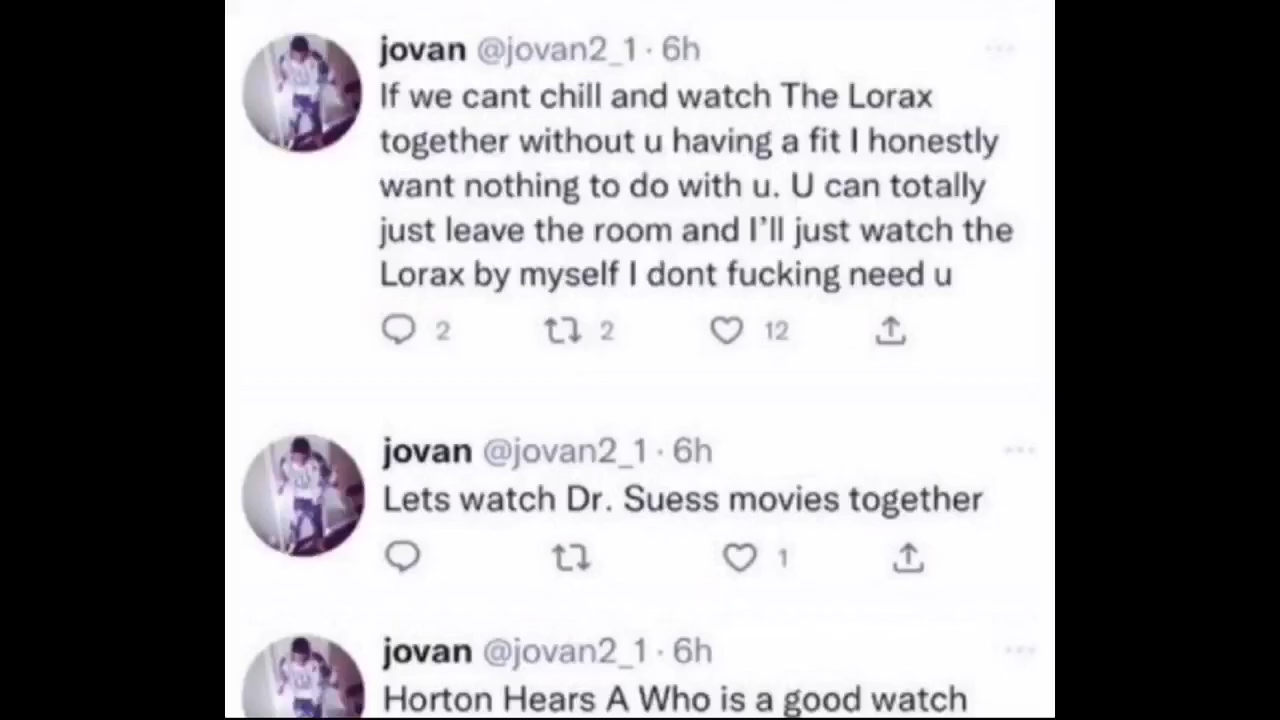 jovan @jovan2_1 · 6h
If we cant chill and watch The Lorax
together without u having a fit I honestly
want nothing to do with u. U can totally
just leave the room and I’ll just watch the
Lorax by myself I dont fucking need u
2 2 12
jovan @jovan2_1 · 6h
Lets watch Dr. Suess movies together
1
jovan @jovan2_1 · 6h
Horton Hears A Who is a good watch